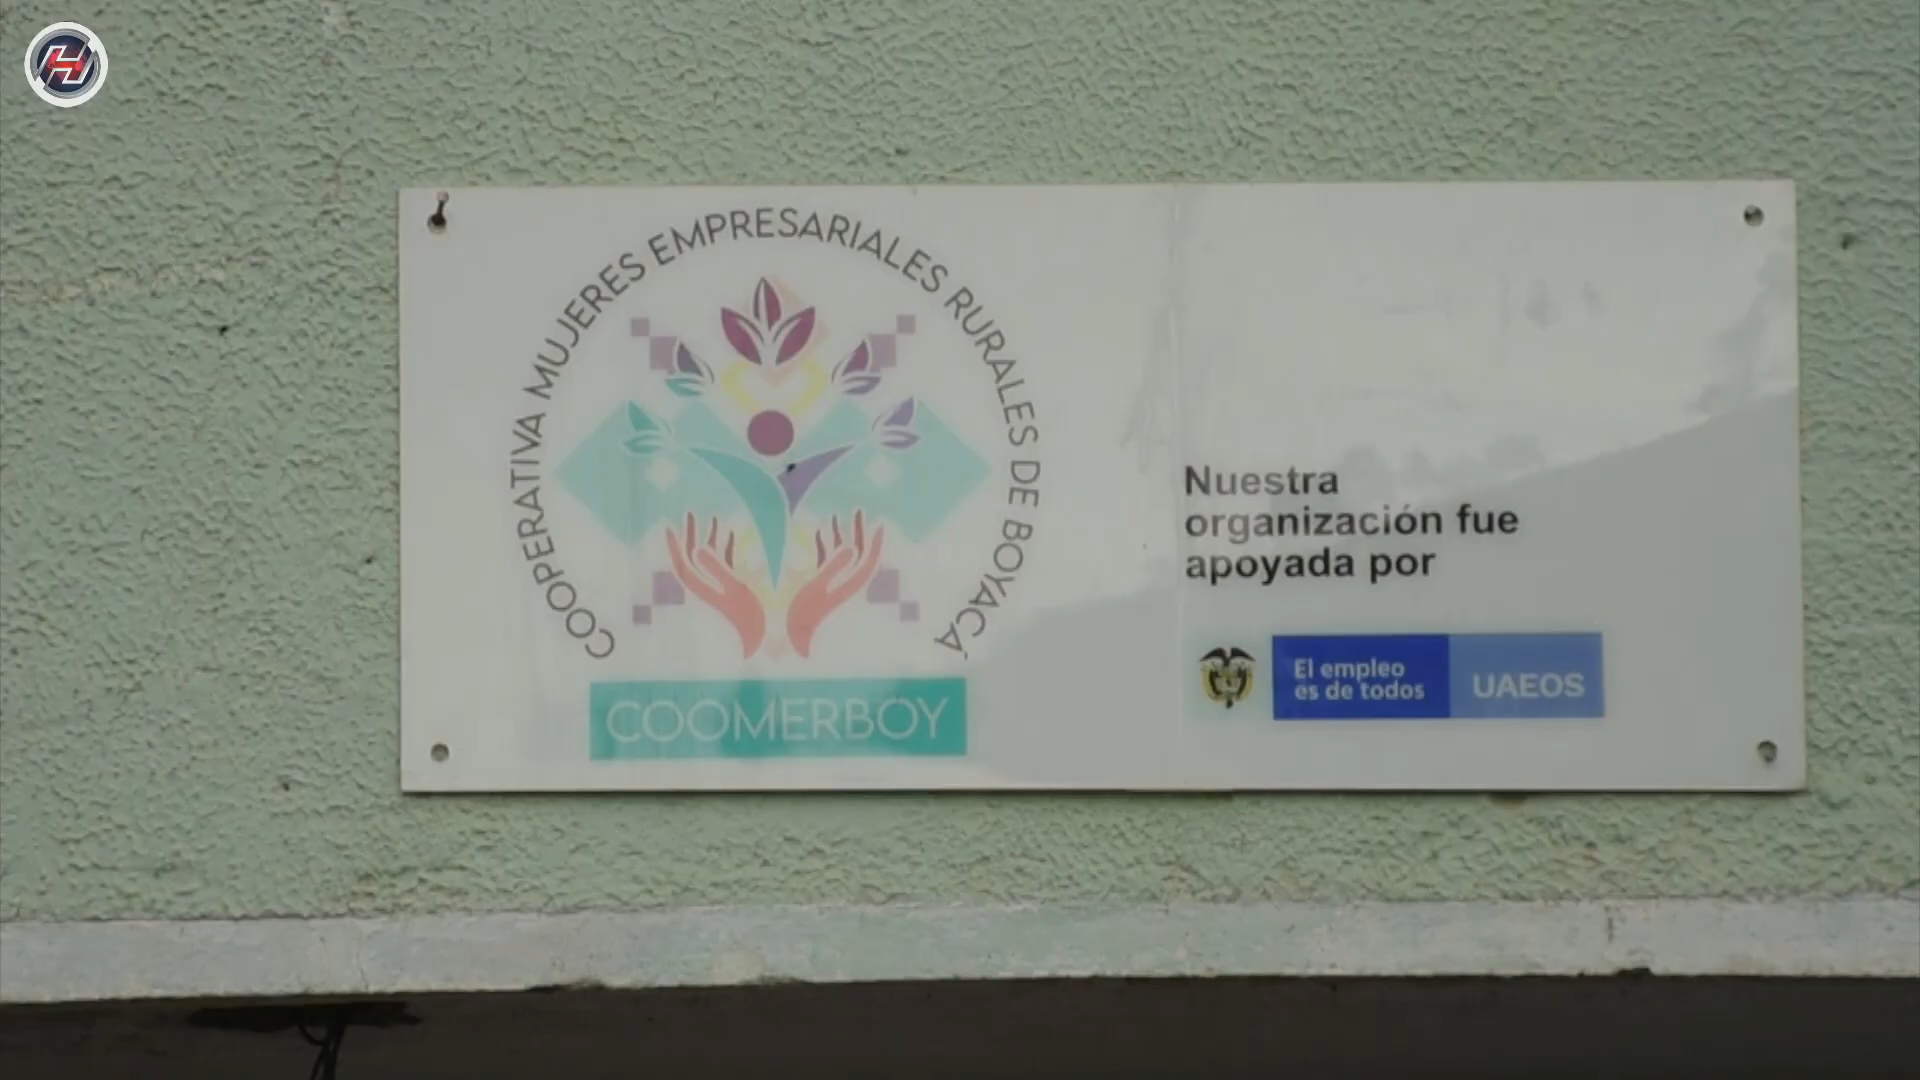 COOPERATIVA MUJERES EMPRESARIALES RURALES DE BOYACÁ
COOMERBOY
Nuestra
organización fue
apoyada por
El empleo
es de todos
UAEOS